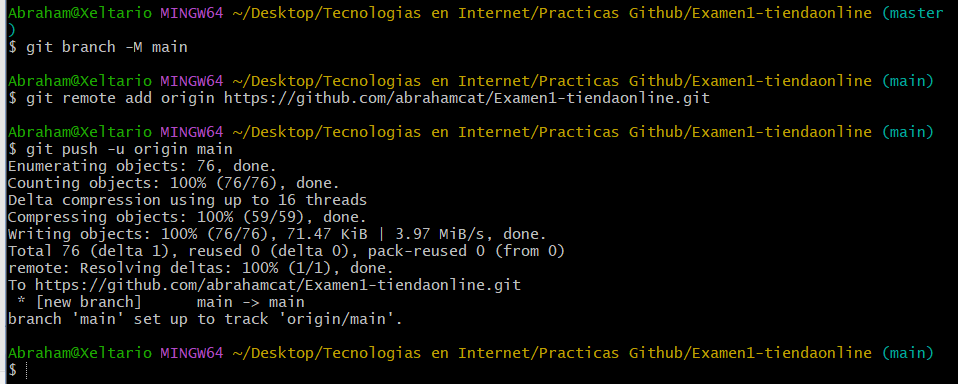 Abraham@Xeltario MINGW64 ~/Desktop/Tecnologias en Internet/Practicas Github/Examen1-tiendaonline (master
)
$ git branch -M main
Abraham@Xeltario MINGW64 ~/Desktop/Tecnologias en Internet/Practicas Github/Examen1-tiendaonline (main)
$ git remote add origin https://github.com/abrahamcat/Examen1-tiendaonline.git
Abraham@Xeltario MINGW64 ~/Desktop/Tecnologias en Internet/Practicas Github/Examen1-tiendaonline (main)
$ git push -u origin main
Enumerating objects: 76, done.
Counting objects: 100% (76/76), done.
Delta compression using up to 16 threads
Compressing objects: 100% (59/59), done.
Writing objects: 100% (76/76), 71.47 KiB | 3.97 MiB/s, done.
Total 76 (delta 1), reused 0 (delta 0), pack-reused 0 (from 0)
remote: Resolving deltas: 100% (1/1), done.
To https://github.com/abrahamcat/Examen1-tiendaonline.git
 * [new branch]      main -> main
branch 'main' set up to track 'origin/main'.
Abraham@Xeltario MINGW64 ~/Desktop/Tecnologias en Internet/Practicas Github/Examen1-tiendaonline (main)
$